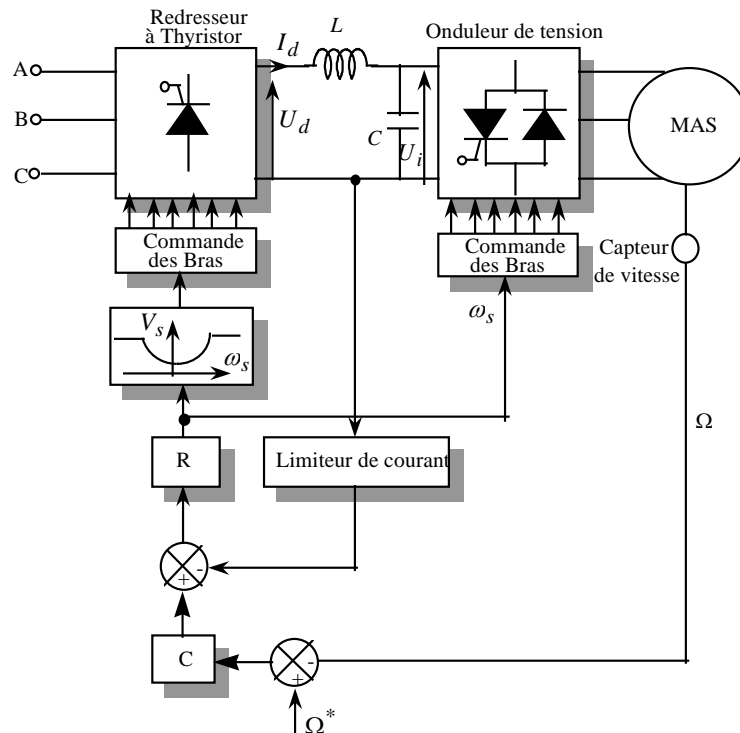 Redresseur
à Thyristor
I_d
L
Onduleur de tension
A
B
C
U_d
C
U_i
MAS
Commande
des Bras
Commande
des Bras
Capteur
de vitesse
V_s
ω_s
ω_s
Ω
R
Limiteur de courant
-
+
C
-
+
Ω*